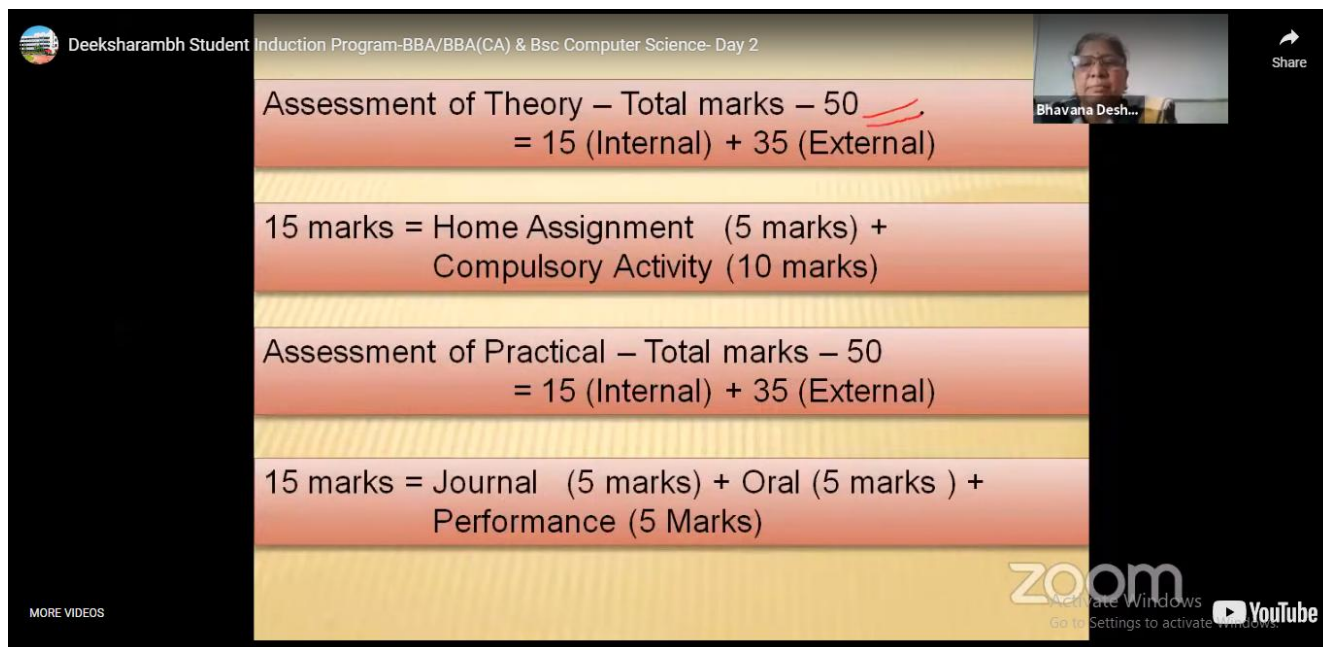 Deeksharambh Student Induction Program-BBA/BBA(CA) & Bsc Computer Science- Day 2
Share
Bhavana Desh...
Assessment of Theory – Total marks – 50
= 15 (Internal) + 35 (External)
15 marks = Home Assignment (5 marks) +
Compulsory Activity (10 marks)
Assessment of Practical – Total marks – 50
= 15 (Internal) + 35 (External)
15 marks = Journal (5 marks) + Oral (5 marks ) +
Performance (5 Marks)
zoom
Activate Windows
Go to Settings to activate Windows.
MORE VIDEOS
YouTube